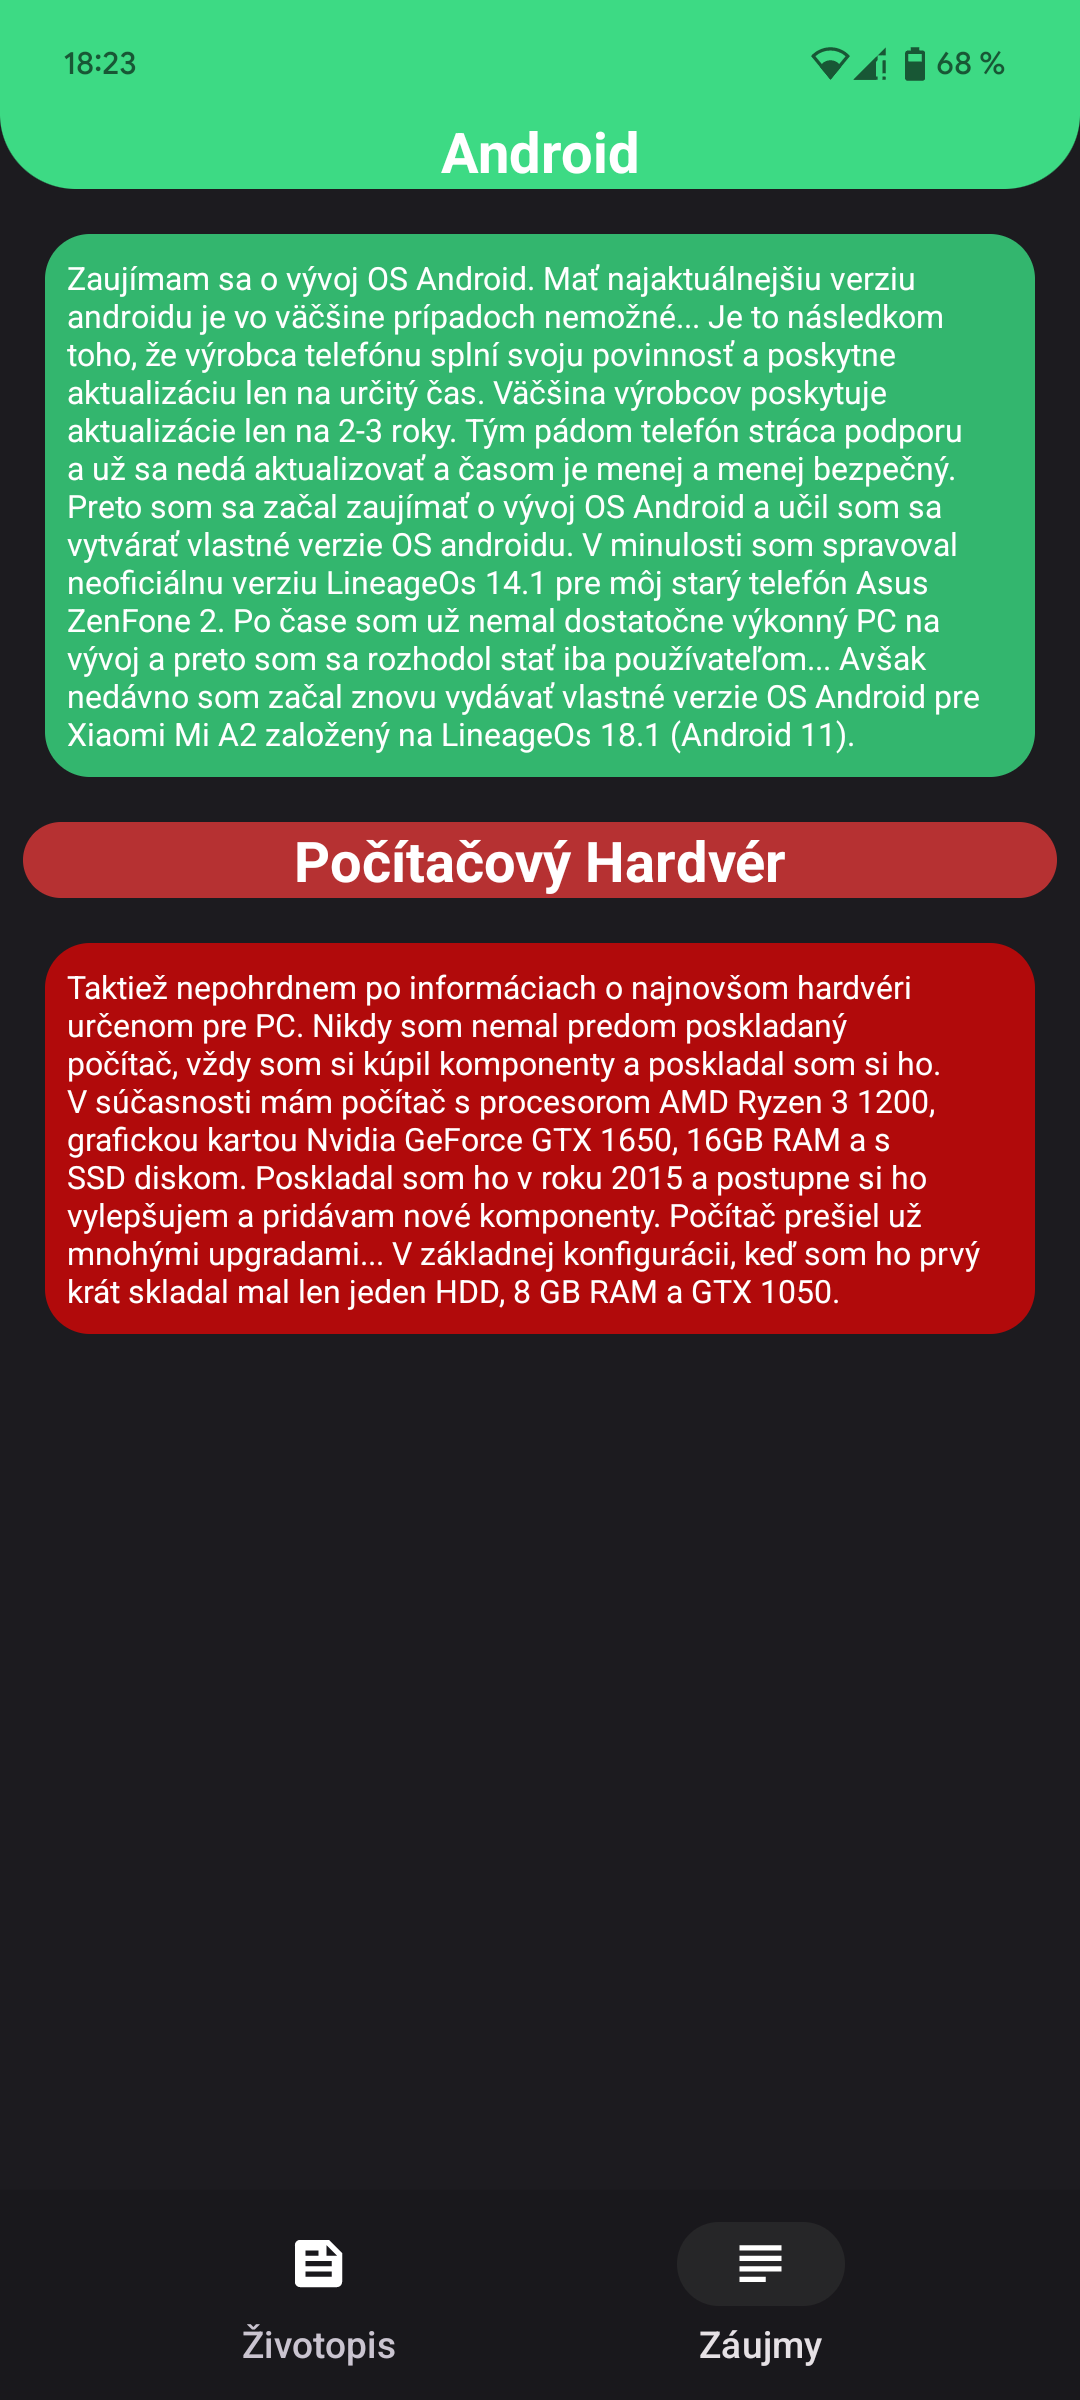 18:23
68 %
Android
Zaujímam sa o vývoj OS Android. Mať najaktuálnejšiu verziu
androidu je vo väčšine prípadoch nemožné... Je to následkom
toho, že výrobca telefónu splní svoju povinnosť a poskytne
aktualizáciu len na určitý čas. Väčšina výrobcov poskytuje
aktualizácie len na 2-3 roky. Tým pádom telefón stráca podporu
a už sa nedá aktualizovať a časom je menej a menej bezpečný.
Preto som sa začal zaujímať o vývoj OS Android a učil som sa
vytvárať vlastné verzie OS androidu. V minulosti som spravoval
neoficiálnu verziu LineageOs 14.1 pre môj starý telefón Asus
ZenFone 2. Po čase som už nemal dostatočne výkonný PC na
vývoj a preto som sa rozhodol stať iba používateľom... Avšak
nedávno som začal znovu vydávať vlastné verzie OS Android pre
Xiaomi Mi A2 založený na LineageOs 18.1 (Android 11).
Počítačový Hardvér
Taktiež nepohrdnem po informáciach o najnovšom hardvéri
určenom pre PC. Nikdy som nemal predom poskladaný
počítač, vždy som si kúpil komponenty a poskladal som si ho.
V súčasnosti mám počítač s procesorom AMD Ryzen 3 1200,
grafickou kartou Nvidia GeForce GTX 1650, 16GB RAM a s
SSD diskom. Poskladal som ho v roku 2015 a postupne si ho
vylepšujem a pridávam nové komponenty. Počítač prešiel už
mnohými upgradami... V základnej konfigurácii, keď som ho prvý
krát skladal mal len jeden HDD, 8 GB RAM a GTX 1050.
Životopis
Záujmy